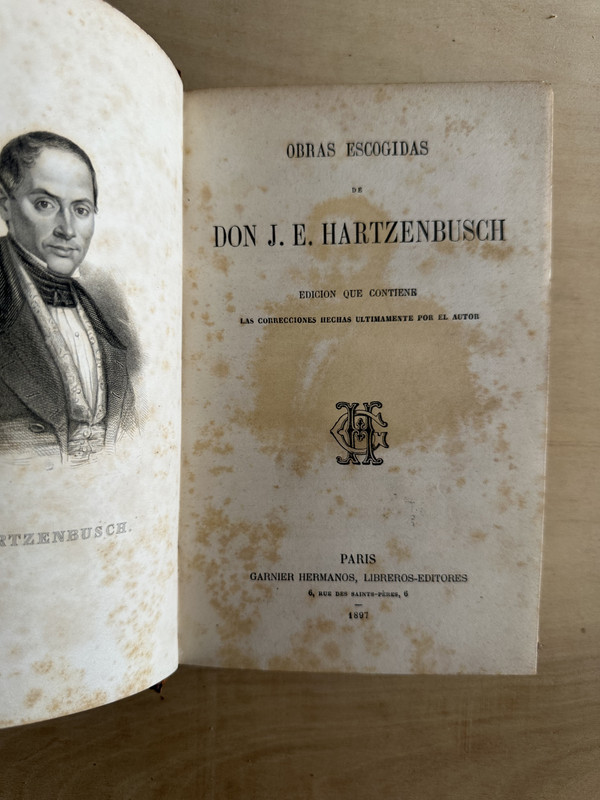 RTZENBUSCH.
OBRAS ESCOGIDAS
DE
DON J. E. HARTZENBUSCH
EDICION QUE CONTIENE
LAS CORRECCIONES HECHAS ULTIMAMENTE POR EL AUTOR
PARIS
GARNIER HERMANOS, LIBREROS-EDITORES
6, RUE DES SAINTS-PÈRES, 6
1897